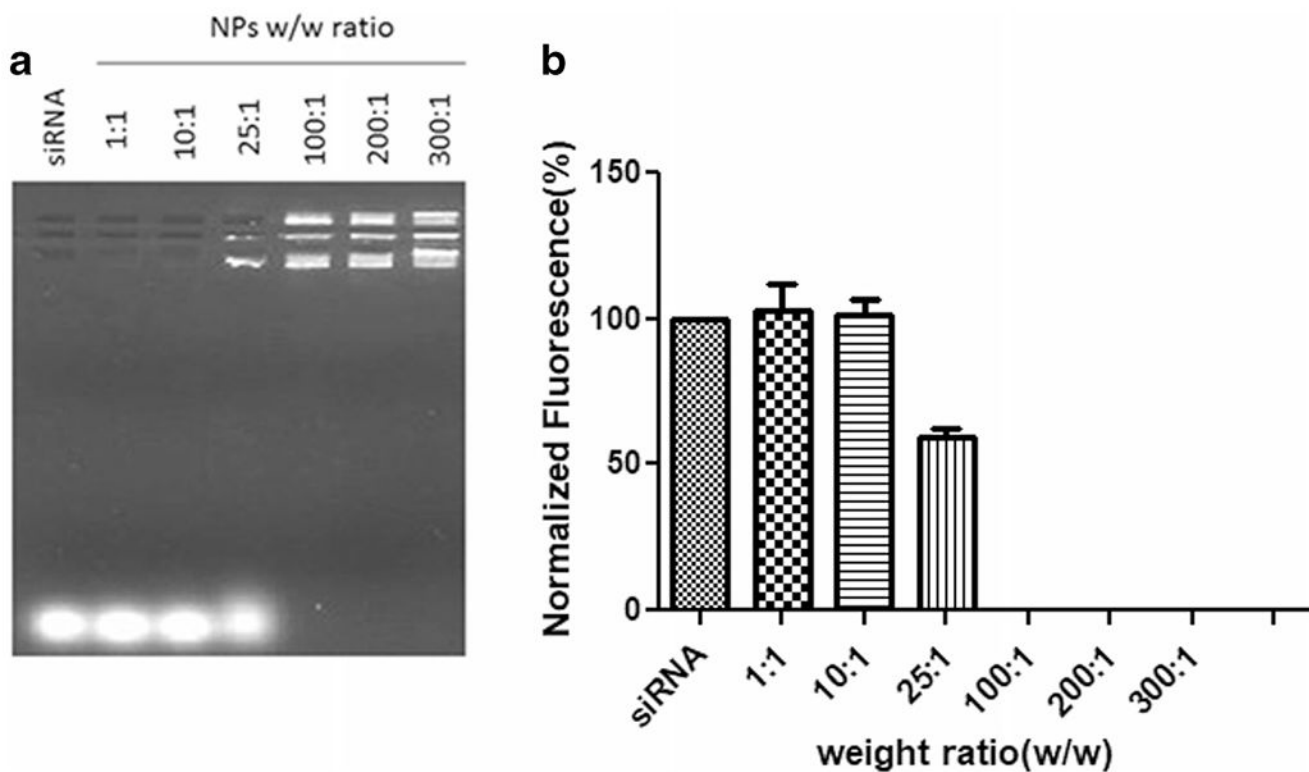 NPs w/w ratio
a
siRNA
1:1
10:1
25:1
100:1
200:1
300:1
b
Normalized Fluorescence(%)
150
100
50
0
siRNA
1:1
10:1
25:1
100:1
200:1
300:1
weight ratio(w/w)